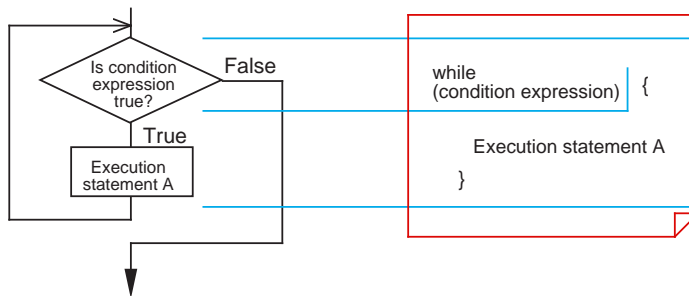 Is condition
expression
true?
False
True
Execution
statement A
while
(condition expression) {
Execution statement A
}